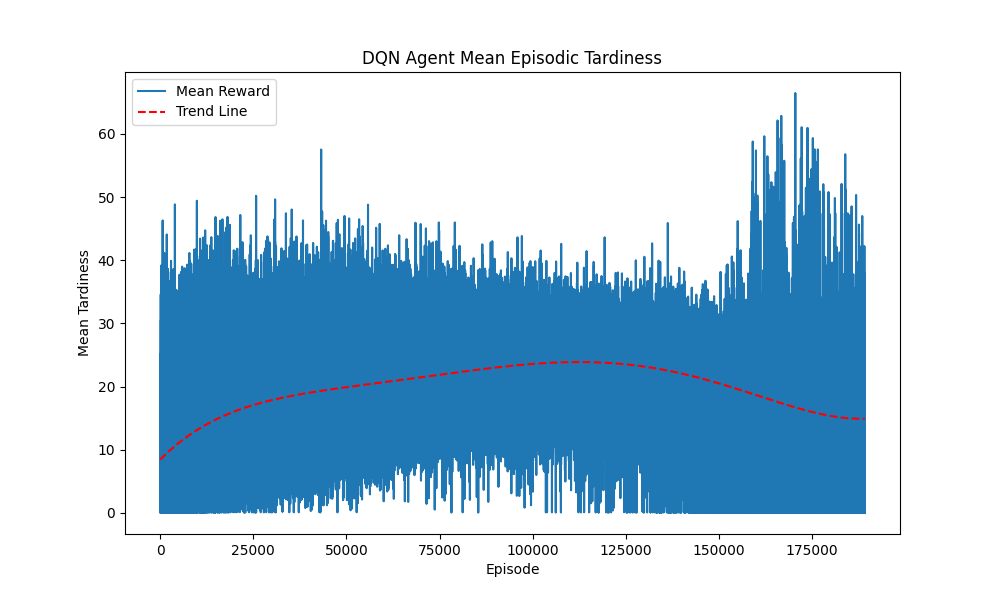 DQN Agent Mean Episodic Tardiness
Mean Reward
Trend Line
60
50
40
30
20
10
0
Mean Tardiness
0 25000 50000 75000 100000 125000 150000 175000
Episode